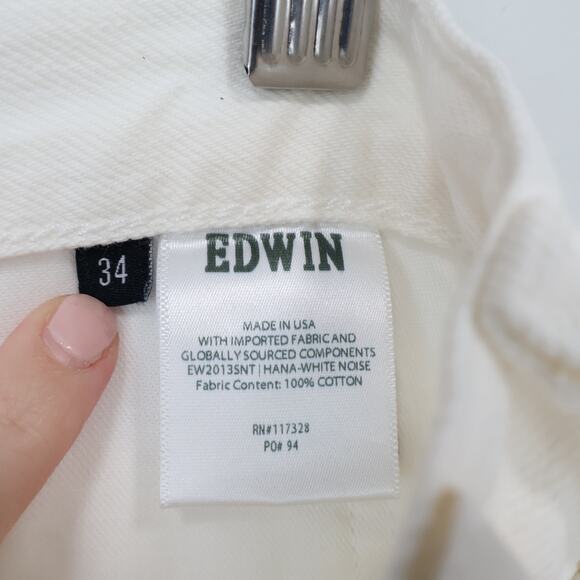 34
EDWIN
MADE IN USA
WITH IMPORTED FABRIC AND
GLOBALLY SOURCED COMPONENTS
EW2013SNT | HANA-WHITE NOISE
Fabric Content: 100% COTTON
RN#117328
PO# 94